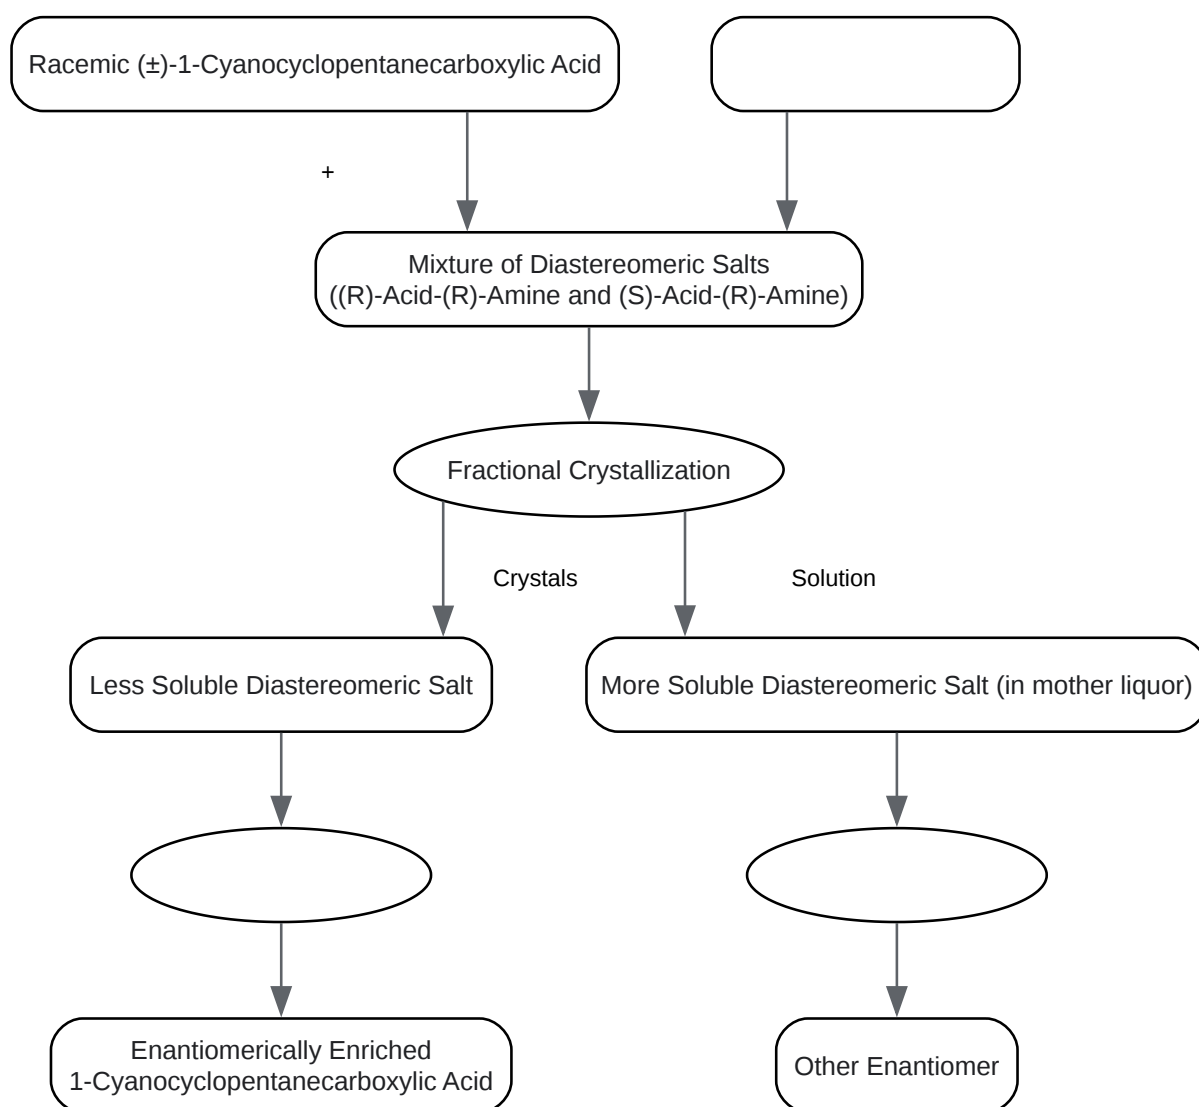 Racemic (±)-1-Cyanocyclopentanecarboxylic Acid
+
Mixture of Diastereomeric Salts
((R)-Acid-(R)-Amine and (S)-Acid-(R)-Amine)
Fractional Crystallization
Crystals
Solution
Less Soluble Diastereomeric Salt
More Soluble Diastereomeric Salt (in mother liquor)
Enantiomerically Enriched
1-Cyanocyclopentanecarboxylic Acid
Other Enantiomer